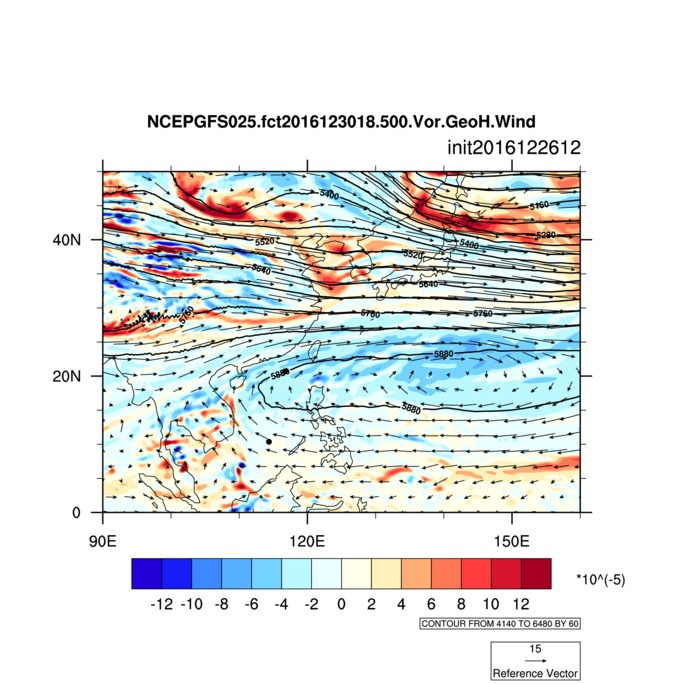 NCEPGFS025.fct2016123018.500.Vor.GeoH.Wind
init2016122612
5400
5160
5280
5520
5400
5520
5640
5640
5760
5760
5760
5880
5880
5880
40N
20N
0
90E 120E 150E
-12 -10 -8 -6 -4 -2 0 2 4 6 8 10 12
*10^(-5)
CONTOUR FROM 4140 TO 6480 BY 60
15
Reference Vector